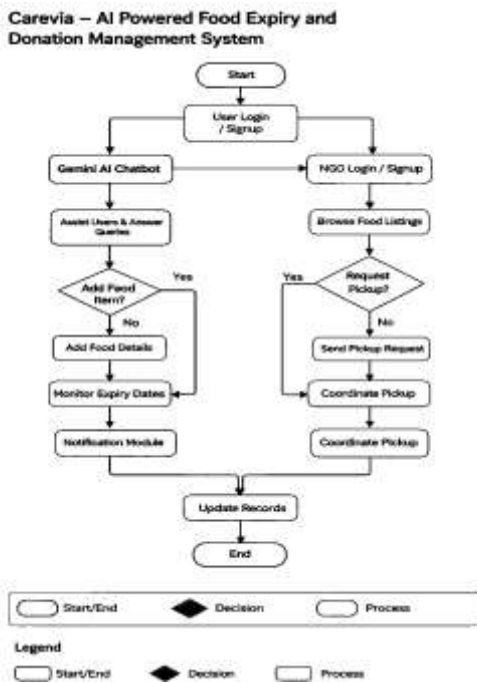 Carevia – AI Powered Food Expiry and
Donation Management System
Start
User Login
/ Signup
Gemini AI Chatbot
NGO Login / Signup
Assist Users & Answer
Queries
Browse Food Listings
Add Food
Item?
Yes
No
Yes
Request
Pickup?
No
Add Food Details
Send Pickup Request
Monitor Expiry Dates
Coordinate Pickup
Notification Module
Coordinate Pickup
Update Records
End
Start/End
Decision
Process
Legend
Start/End
Decision
Process